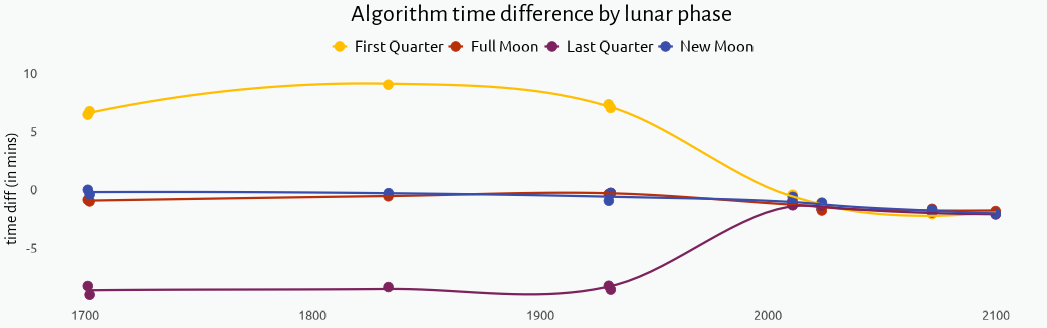 Algorithm time difference by lunar phase
First Quarter Full Moon Last Quarter New Moon
10
5
0
-5
time diff (in mins)
1700 1800 1900 2000 2100